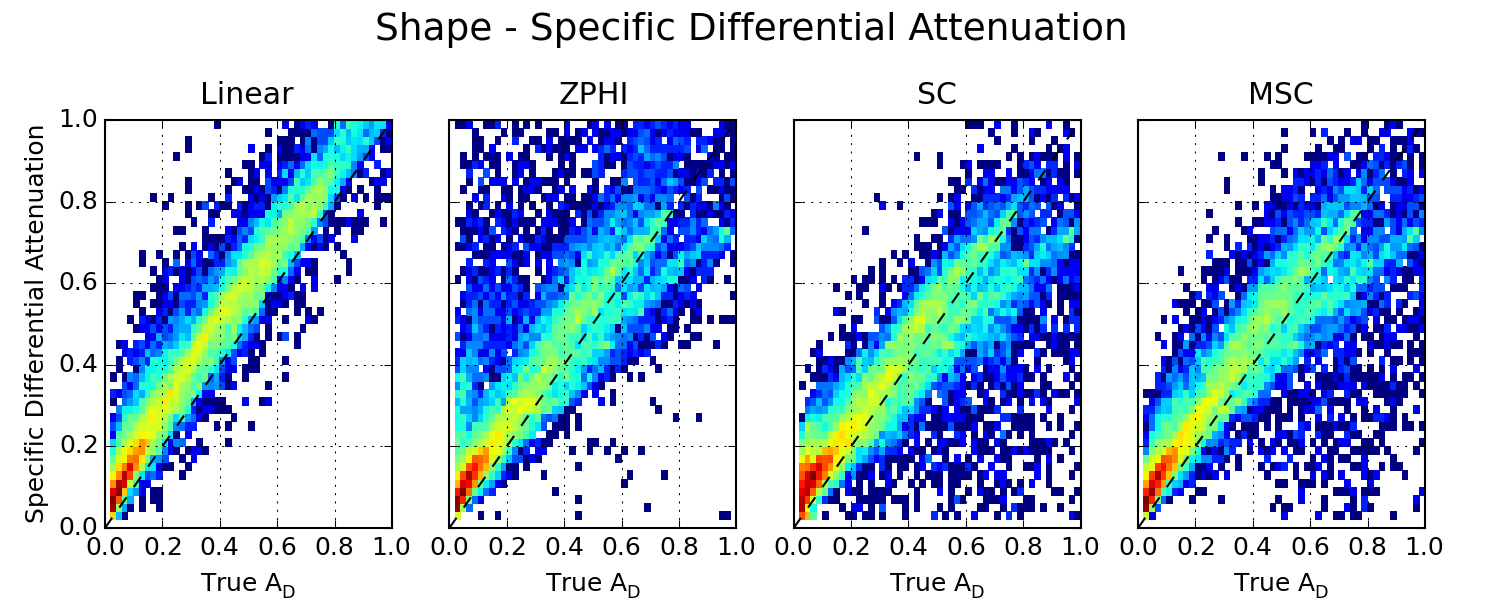 Shape - Specific Differential Attenuation
Linear
ZPHI
SC
MSC
Specific Differential Attenuation
1.0
0.8
0.6
0.4
0.2
0.0
0.0 0.2 0.4 0.6 0.8 1.0
0.0 0.2 0.4 0.6 0.8 1.0
0.0 0.2 0.4 0.6 0.8 1.0
0.0 0.2 0.4 0.6 0.8 1.0
True A_D
True A_D
True A_D
True A_D